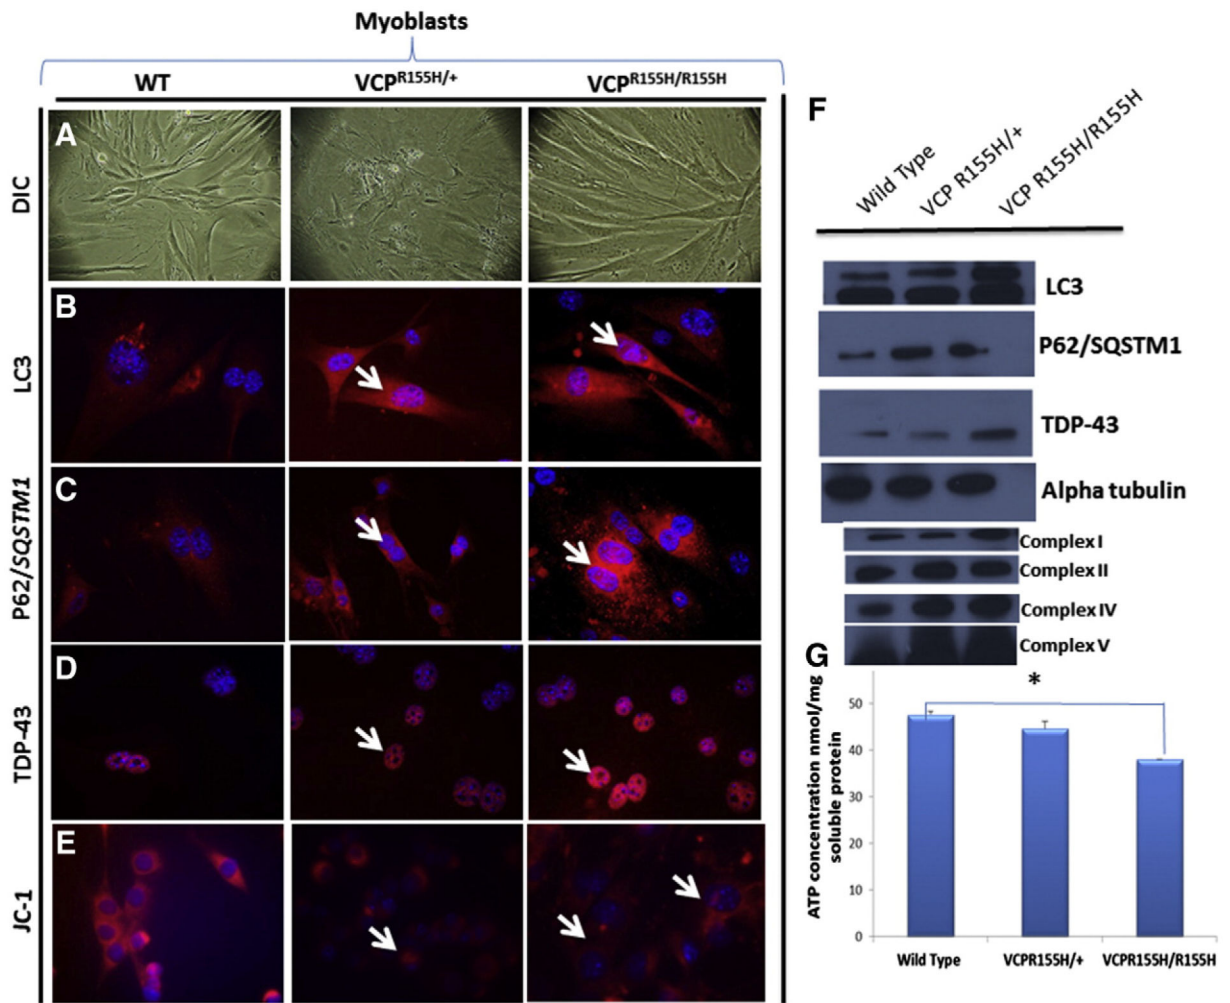 Myoblasts
WT
VCPR155H/+
VCPR155H/R155H
A
DIC
B
LC3
C
P62/SQSTM1
D
TDP-43
E
JC-1
F
Wild Type
VCP R155H/+
VCP R155H/R155H
LC3
P62/SQSTM1
TDP-43
Alpha tubulin
Complex I
Complex II
Complex IV
Complex V
G
*
ATP concentration nmol/mg
soluble protein
50
40
30
20
10
0
Wild Type
VCPR155H/+
VCPR155H/R155H